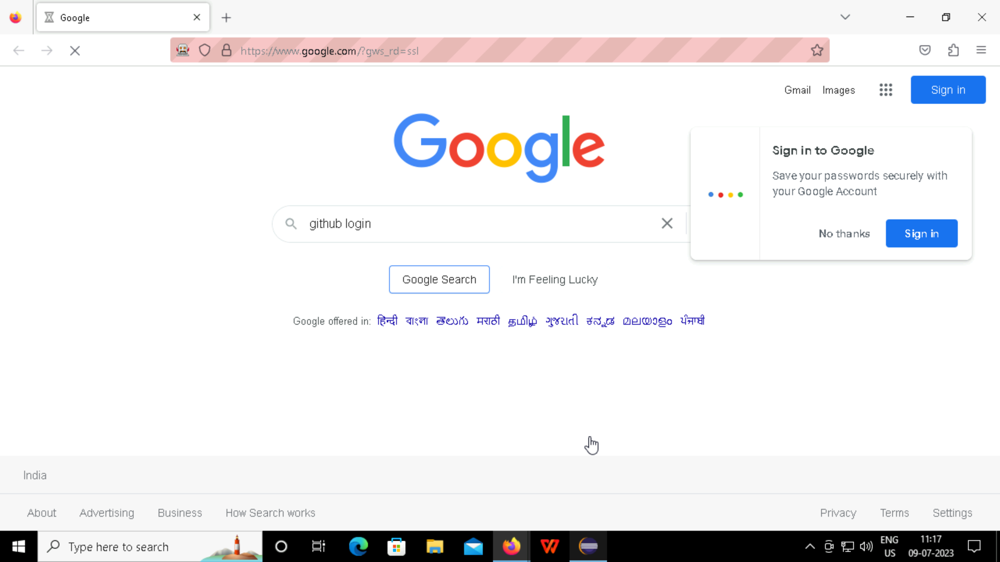 Google
https://www.google.com/?gws_rd=ssl
Gmail Images Sign in
Google
Sign in to Google
Save your passwords securely with
your Google Account
No thanks Sign in
github login
Google Search I'm Feeling Lucky
Google offered in: हिन्दी বাংলা తెలుగు मराठी தமிழ் ગુજરાતી ಕನ್ನಡ മലയാളം ਪੰਜਾਬੀ
India
About Advertising Business How Search works Privacy Terms Settings
Type here to search
ENG
US
11:17
09-07-2023